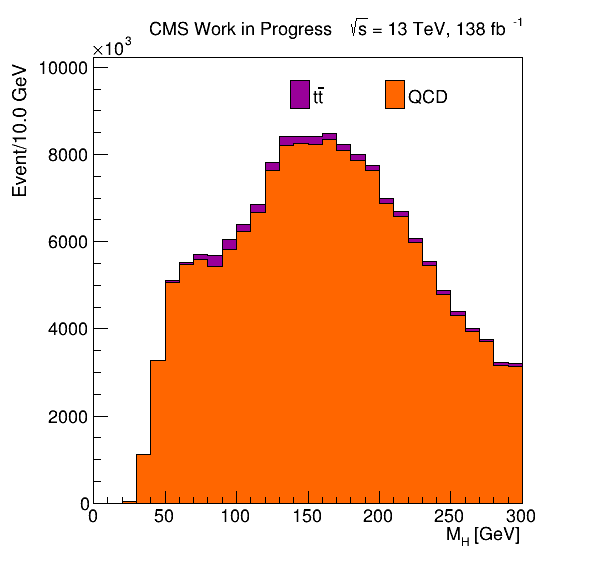 CMS Work in Progress √s = 13 TeV, 138 fb⁻¹
×10³
Event/10.0 GeV
10000
8000
6000
4000
2000
0
tt̄
QCD
0 50 100 150 200 250 300
M_H [GeV]